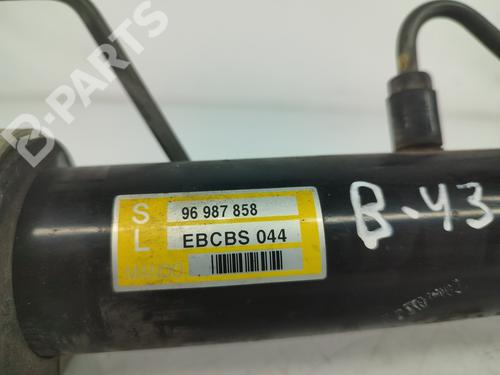 B-PARTS
S
L
96 987 858
EBCBS 044
MANDO
B-43